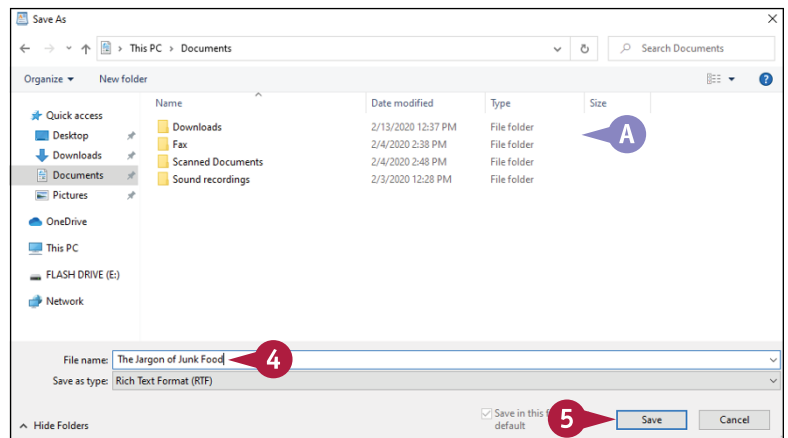 Save As
This PC > Documents
Search Documents
Organize New folder
Name Date modified Type Size
Quick access
Desktop
Downloads
Documents
Pictures
OneDrive
This PC
FLASH DRIVE (E:)
Network
Downloads 2/13/2020 12:37 PM File folder
Fax 2/4/2020 2:38 PM File folder
Scanned Documents 2/4/2020 2:48 PM File folder
Sound recordings 2/3/2020 12:28 PM File folder
A
File name: The Jargon of Junk Food 4
Save as type: Rich Text Format (RTF)
Hide Folders
Save in this f
default
5 Save Cancel